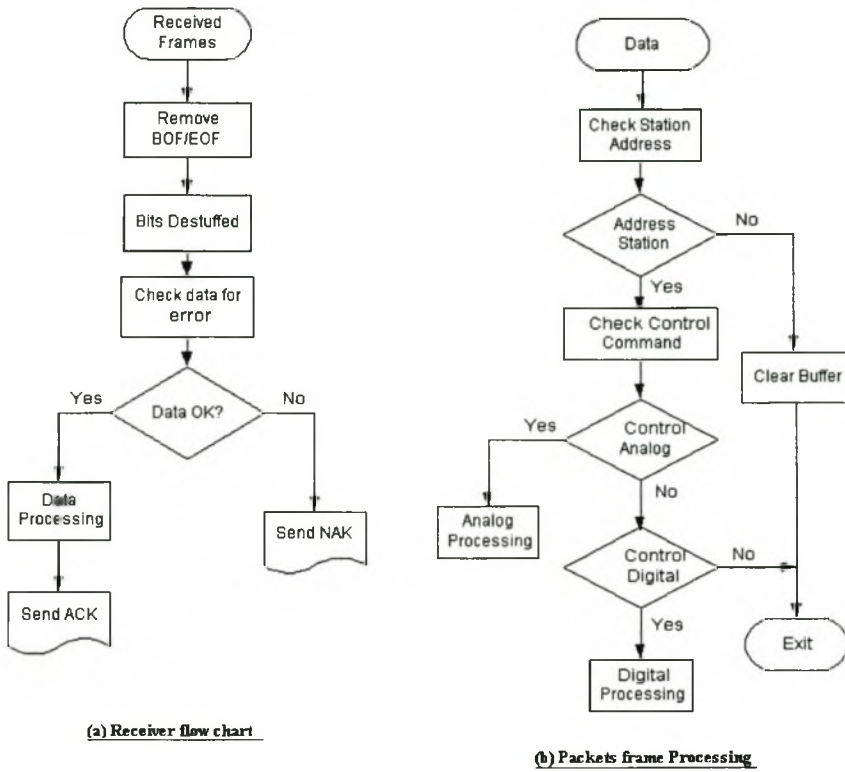 Received
Frames
Remove
BOF/EOF
Bits Destuffed
Check data for
error
Data OK?
Yes
No
Data
Processing
Send NAK
Send ACK
(a) Receiver flow chart
Data
Check Station
Address
Address
Station
No
Yes
Check Control
Command
Clear Buffer
Control
Analog
Yes
No
Analog
Processing
Control
Digital
No
Yes
Exit
Digital
Processing
(b) Packets frame Processing